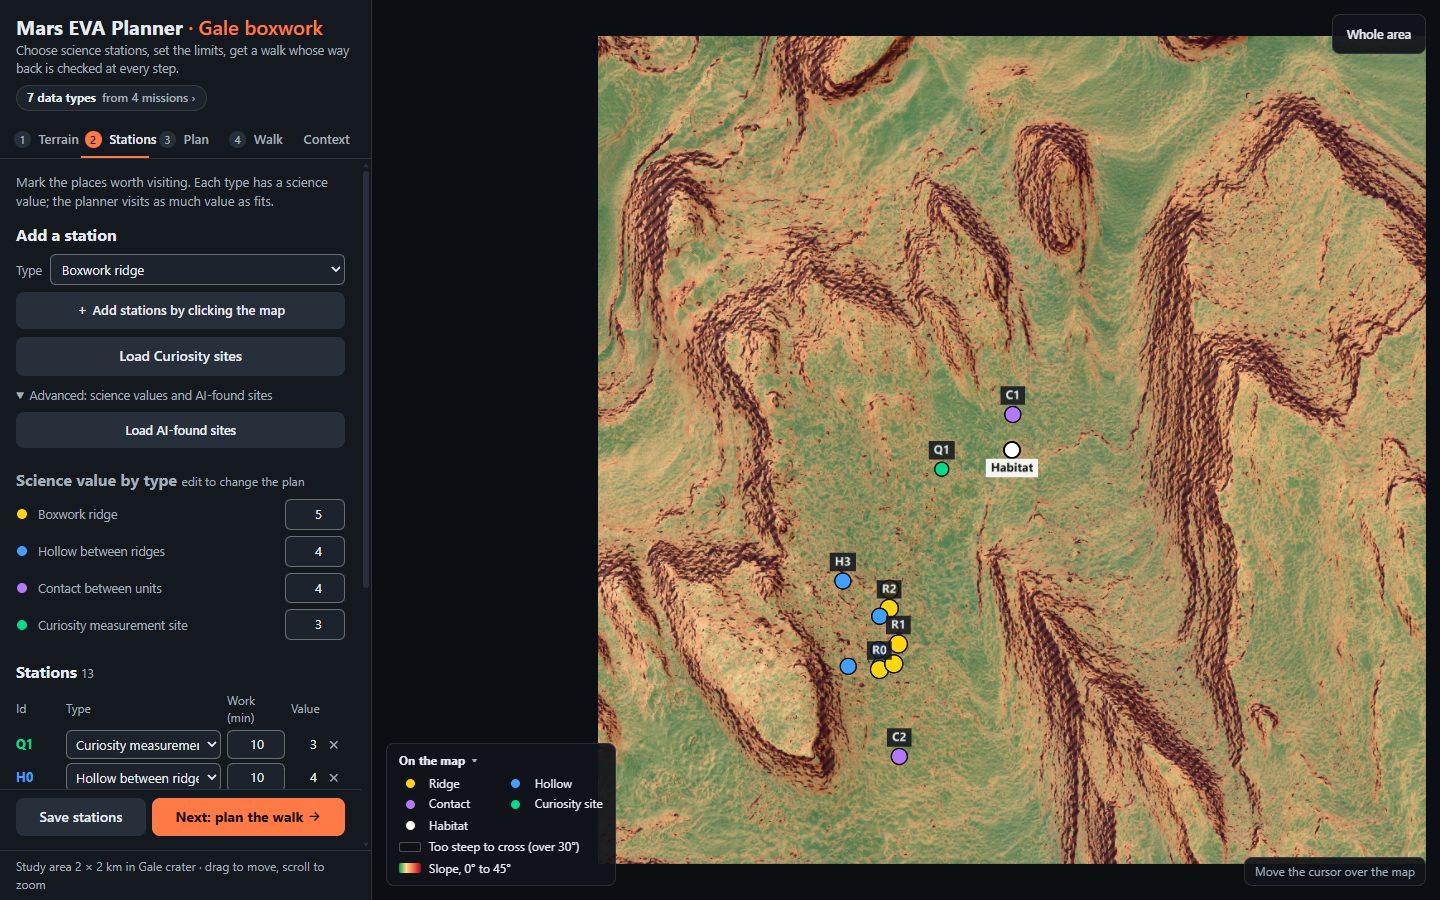 Mars EVA Planner · Gale boxwork
Choose science stations, set the limits, get a walk whose way
back is checked at every step.
7 data types from 4 missions ›
1 Terrain 2 Stations 3 Plan 4 Walk Context
Mark the places worth visiting. Each type has a science
value; the planner visits as much value as fits.
Add a station
Type Boxwork ridge
+ Add stations by clicking the map
Load Curiosity sites
▼ Advanced: science values and AI-found sites
Load AI-found sites
Science value by type edit to change the plan
Boxwork ridge 5
Hollow between ridges 4
Contact between units 4
Curiosity measurement site 3
Stations 13
Id Type Work (min) Value
Q1 Curiosity measuremen 10 3 ✕
H0 Hollow between ridge 10 4 ✕
Save stations
Next: plan the walk →
Study area 2 × 2 km in Gale crater · drag to move, scroll to
zoom
Whole area
C1
Q1
Habitat
H3
R2
R1
R0
C2
On the map
Ridge Hollow
Contact Curiosity site
Habitat
Too steep to cross (over 30°)
Slope, 0° to 45°
Move the cursor over the map